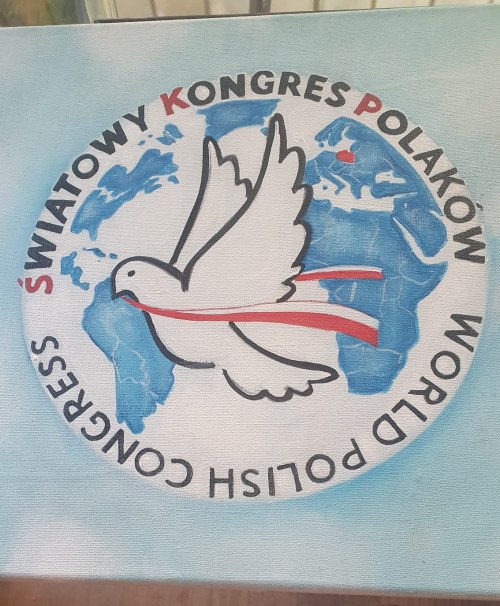 ŚWIATOWY KONGRES POLAKÓW
WORLD POLISH CONGRESS